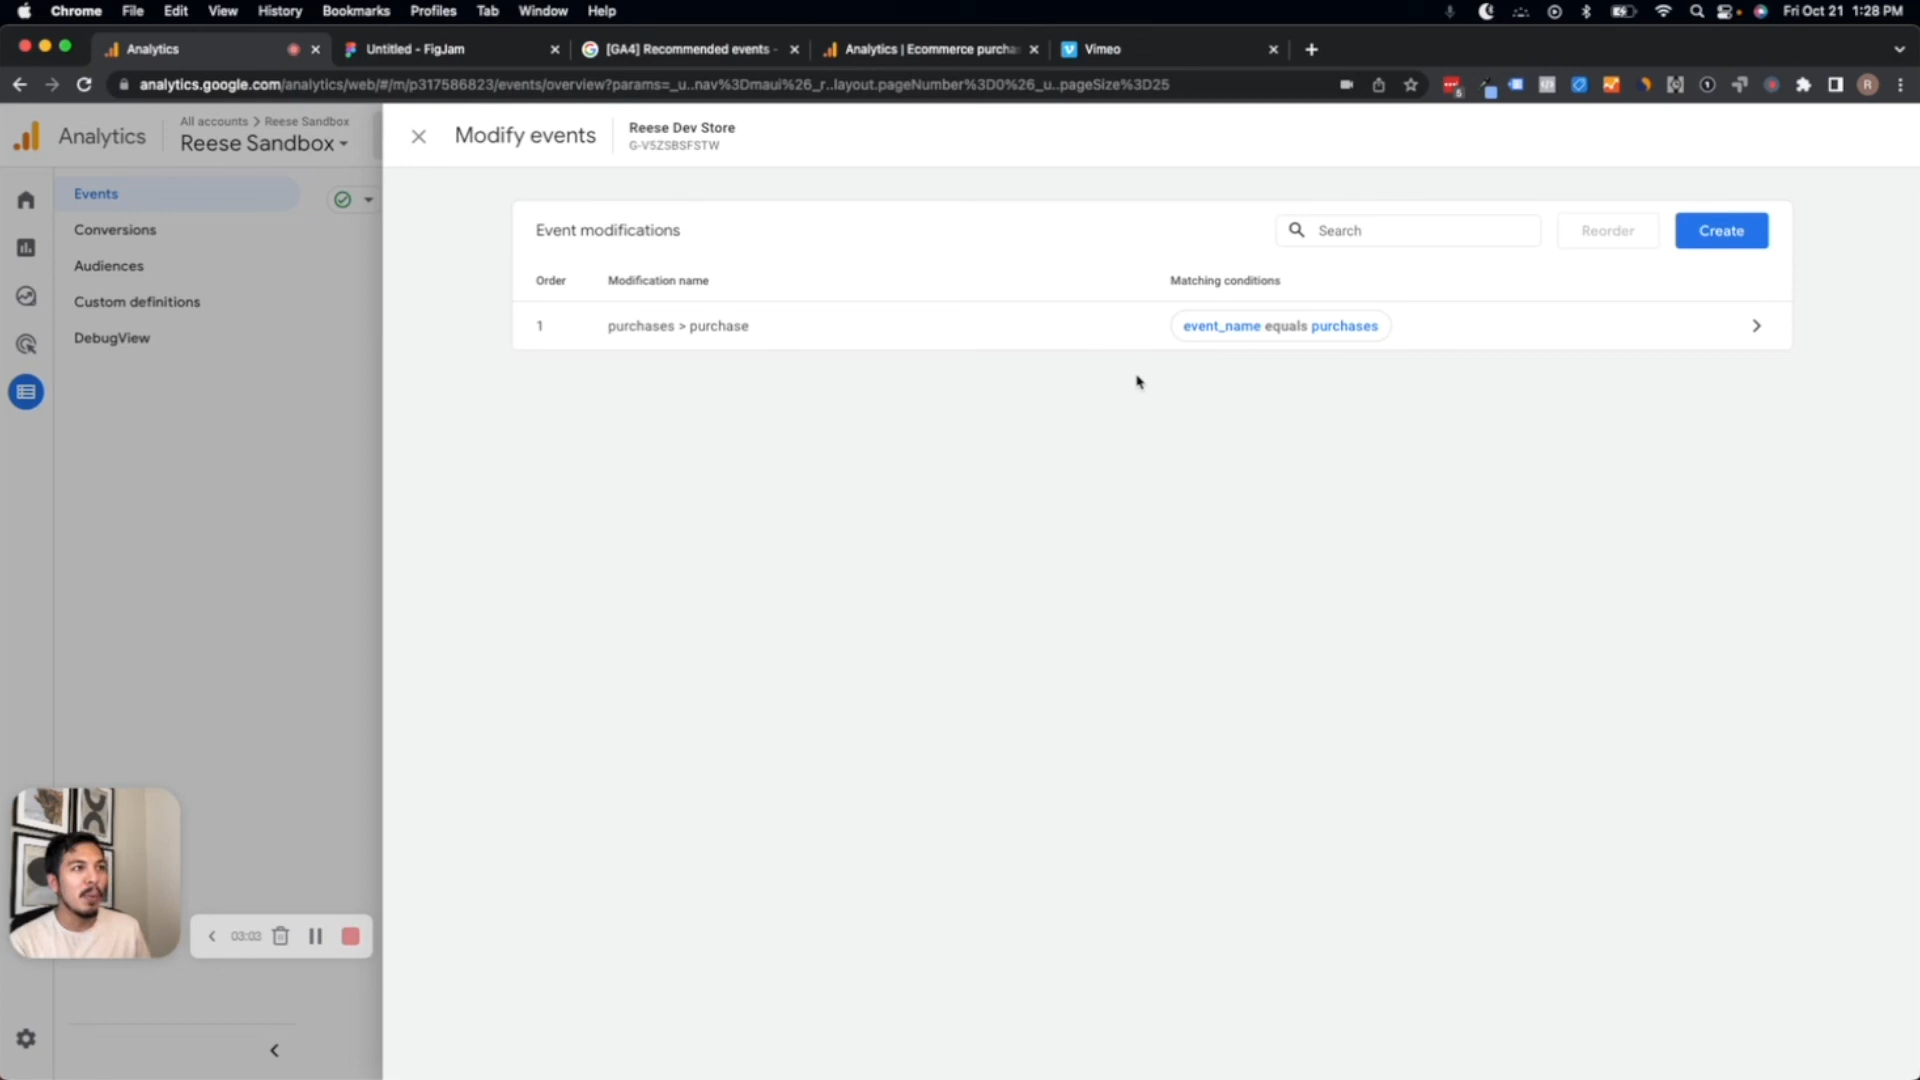 Chrome File Edit View History Bookmarks Profiles Tab Window Help Fri Oct 21 1:28 PM
Analytics Untitled - FigJam [GA4] Recommended events - Analytics | Ecommerce purcha Vimeo
analytics.google.com/analytics/web/#/m/p317586823/events/overview?params=_u..nav%3Dmaui%26_r..layout.pageNumber%3D0%26_u..pageSize%3D25
5
R
Analytics
All accounts > Reese Sandbox
Reese Sandbox
Modify events
Reese Dev Store
G-V5ZSBSFSTW
Events
Conversions
Audiences
Custom definitions
DebugView
Event modifications
Search
Reorder
Create
Order Modification name Matching conditions
1 purchases > purchase event_name equals purchases
03:03